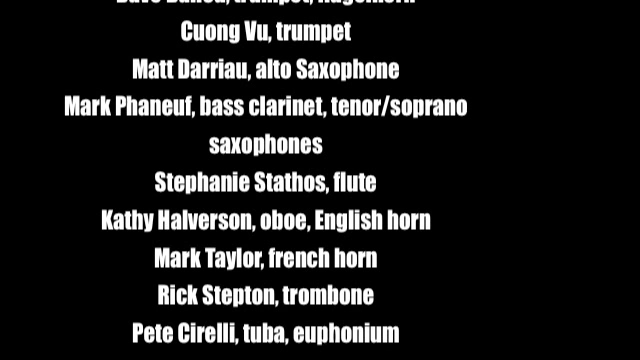 Cuong Vu, trumpet
Matt Darriau, alto Saxophone
Mark Phaneuf, bass clarinet, tenor/soprano
saxophones
Stephanie Stathos, flute
Kathy Halverson, oboe, English horn
Mark Taylor, french horn
Rick Stepton, trombone
Pete Cirelli, tuba, euphonium